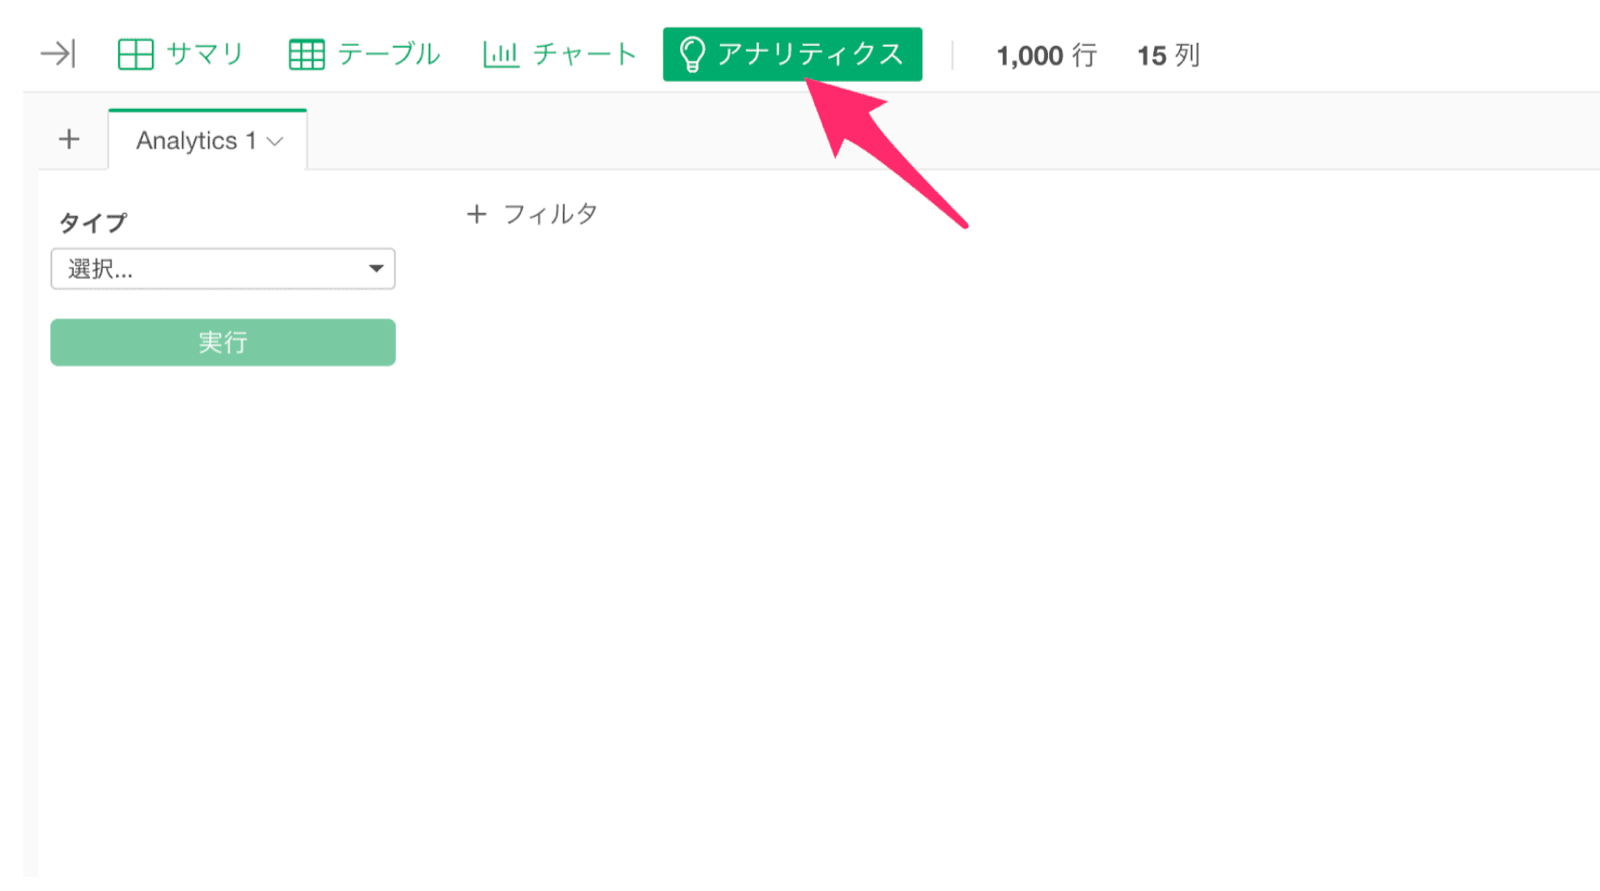 サマリ テーブル チャート アナリティクス 1,000 行 15 列
+ Analytics 1
タイプ + フィルタ
選択...
実行